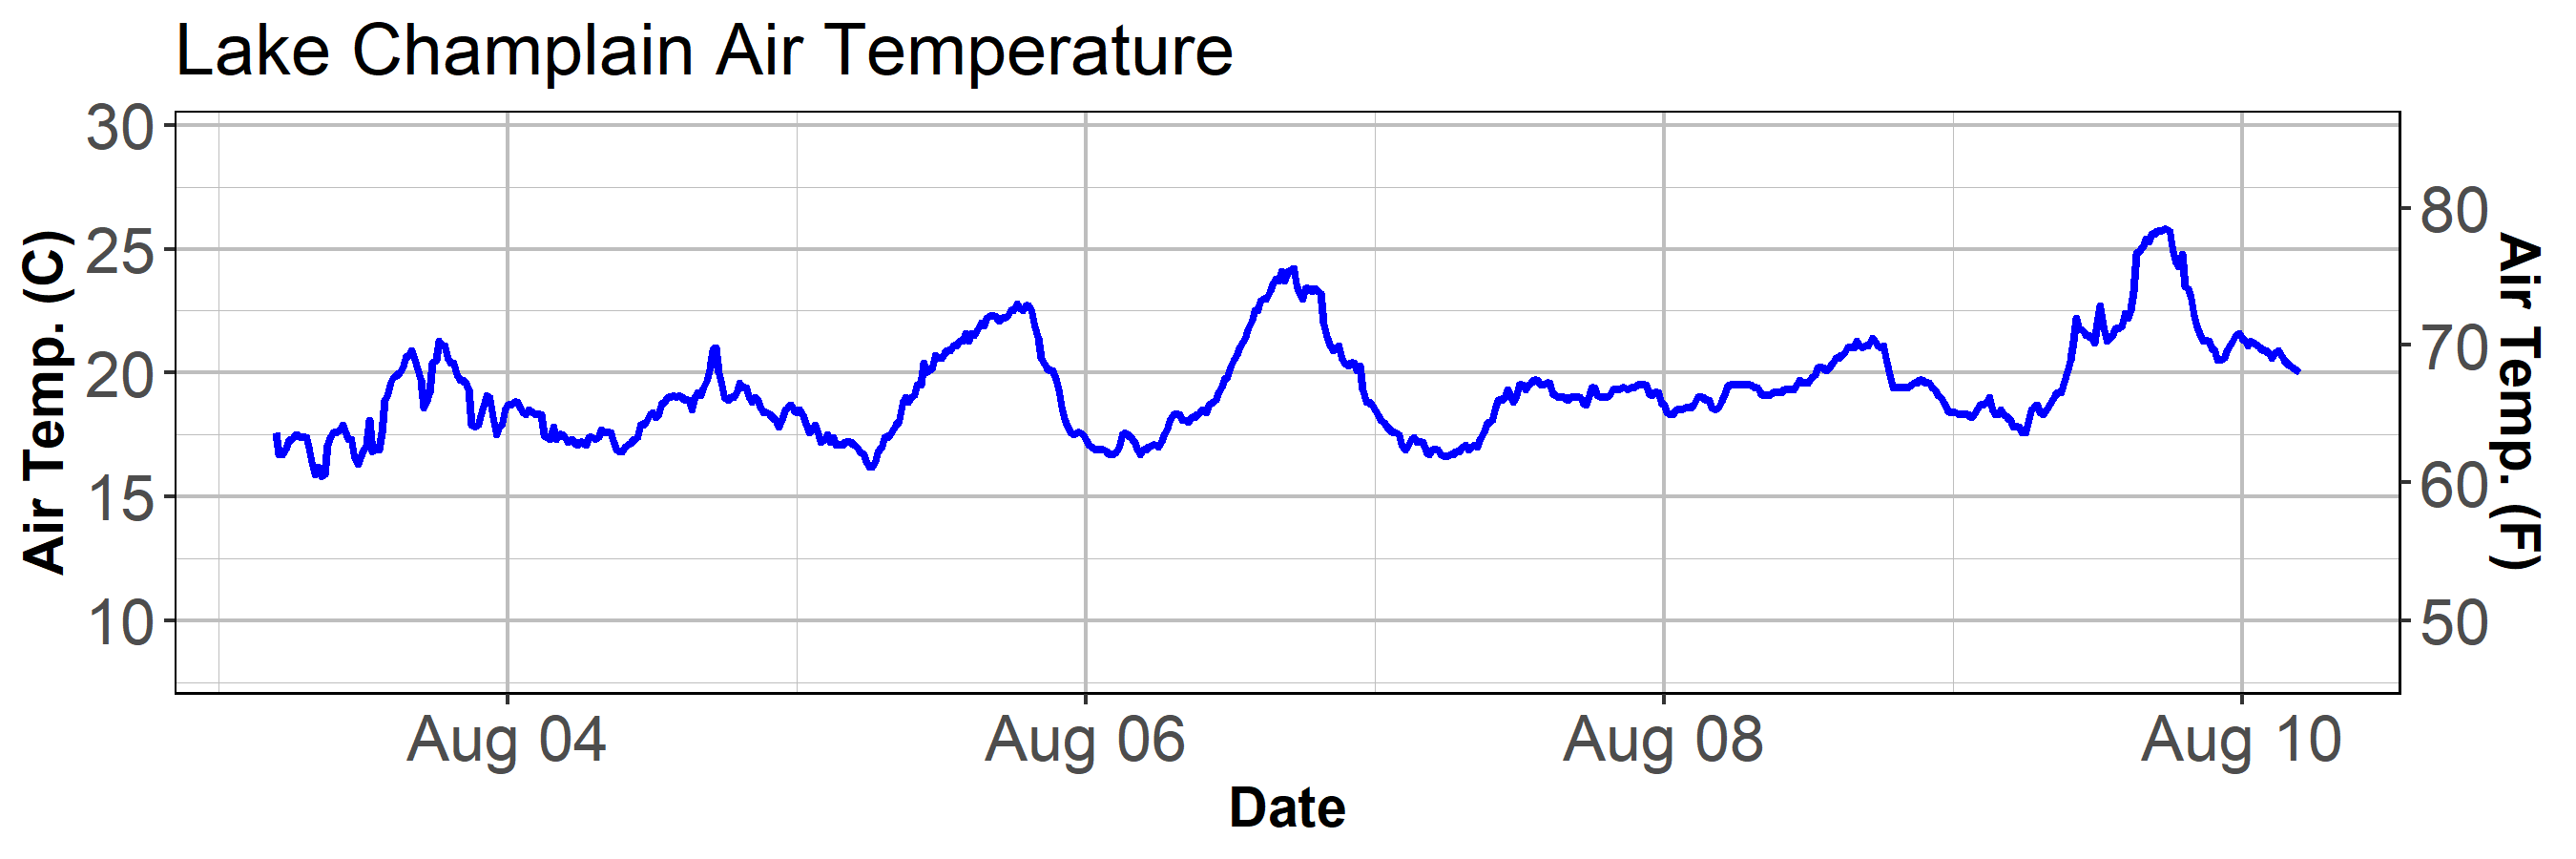 Lake Champlain Air Temperature
30
25
20
15
10
Air Temp. (C)
80
70
60
50
Air Temp. (F)
Aug 04
Aug 06
Aug 08
Aug 10
Date